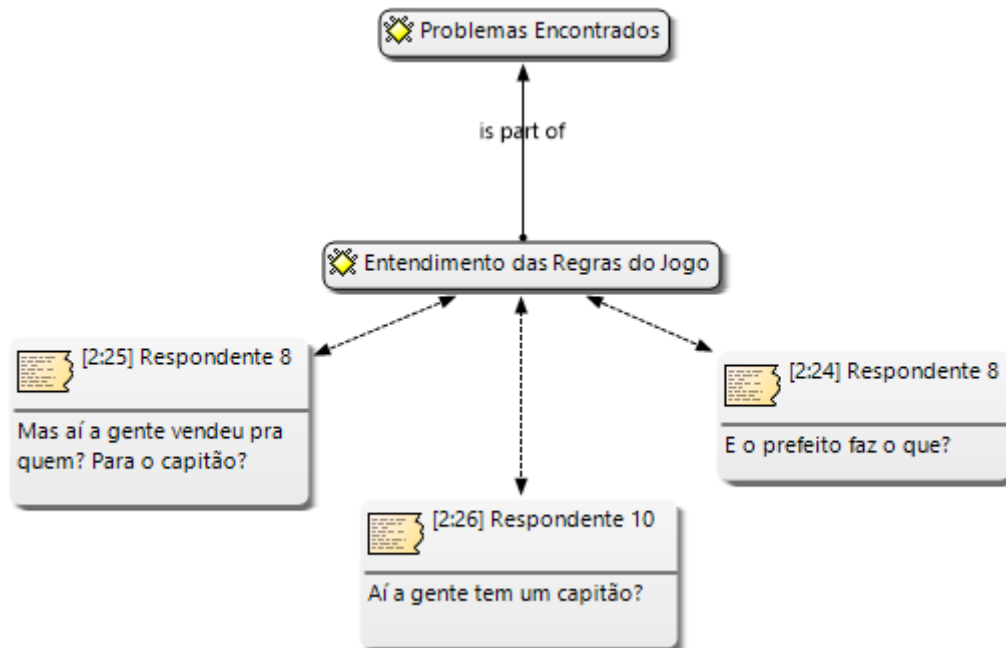 Problemas Encontrados
is part of
Entendimento das Regras do Jogo
[2:25] Respondente 8
Mas aí a gente vendeu pra
quem? Para o capitão?
[2:26] Respondente 10
Aí a gente tem um capitão?
[2:24] Respondente 8
E o prefeito faz o que?